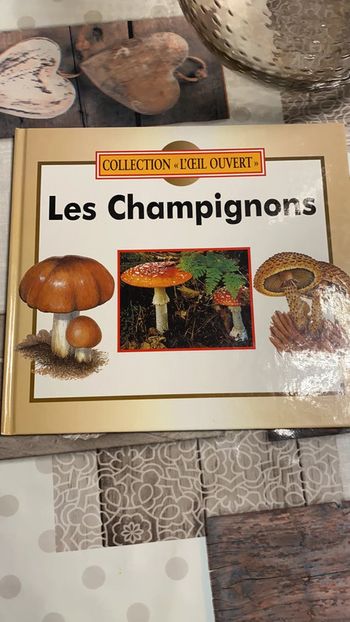 COLLECTION « L'ŒIL OUVERT »
Les Champignons